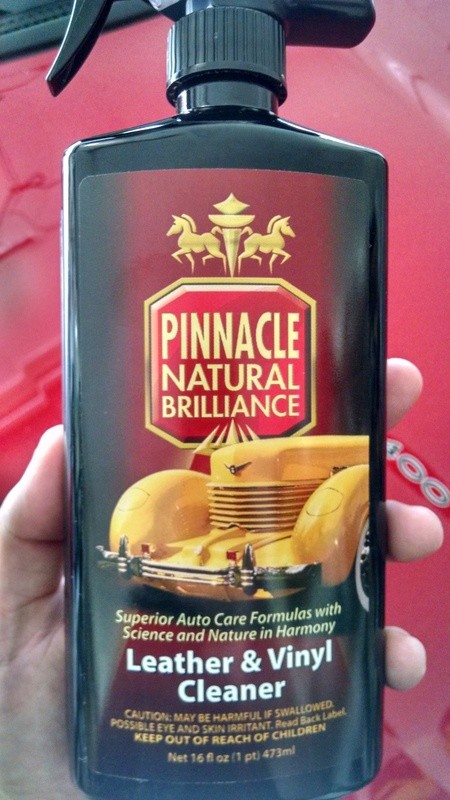 PINNACLE
NATURAL
BRILLIANCE
400
Superior Auto Care Formulas with
Science and Nature in Harmony
Leather & Vinyl
Cleaner
CAUTION: MAY BE HARMFUL IF SWALLOWED.
POSSIBLE EYE AND SKIN IRRITANT. Read Back Label.
KEEP OUT OF REACH OF CHILDREN
Net 16 fl oz (1 pt) 473ml